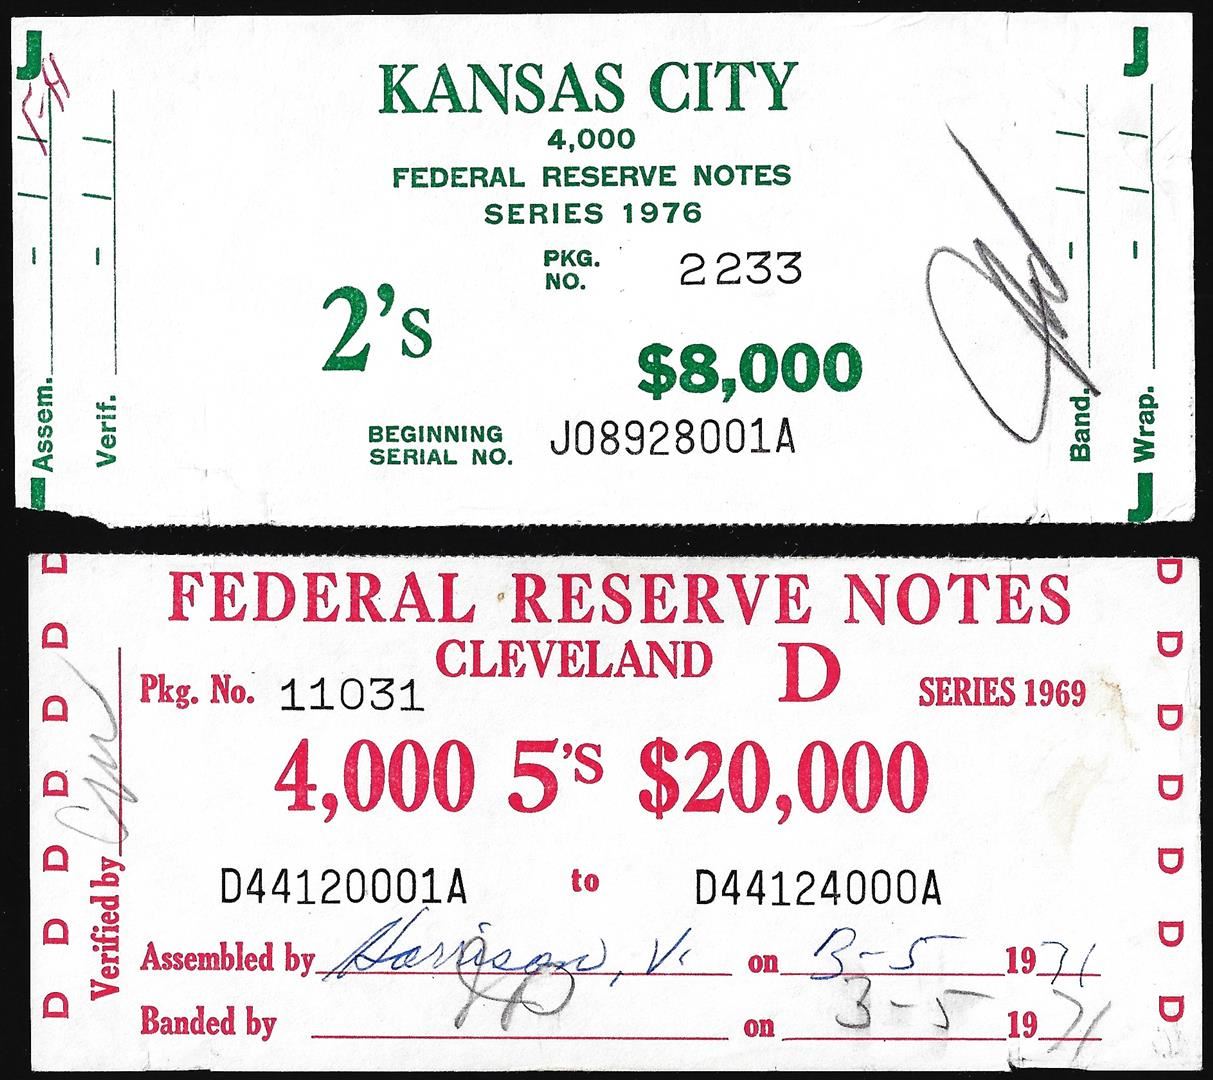 J J
KANSAS CITY
4,000
FEDERAL RESERVE NOTES
SERIES 1976
PKG. NO. 2233
2's
$8,000
BEGINNING SERIAL NO. J08928001A
Assem.
Verif.
Band.
Wrap.
J J
FEDERAL RESERVE NOTES
CLEVELAND D
Pkg. No. 11031
SERIES 1969
4,000 5's $20,000
D44120001A to D44124000A
Verified by
Assembled by Harrison, V. on 3-5 1971
Banded by JP on 3-5 1971
D D D D D D D
D D D D D D D